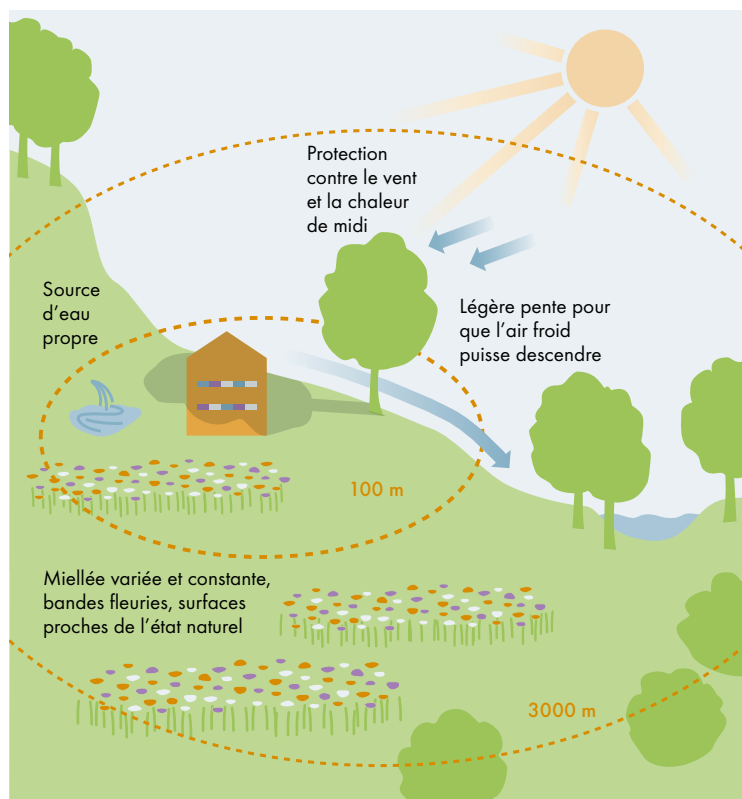 Protection
contre le vent
et la chaleur
de midi
Source
d’eau
propre
Légère pente pour
que l’air froid
puisse descendre
100 m
Miellée variée et constante,
bandes fleuries, surfaces
proches de l’état naturel
3000 m